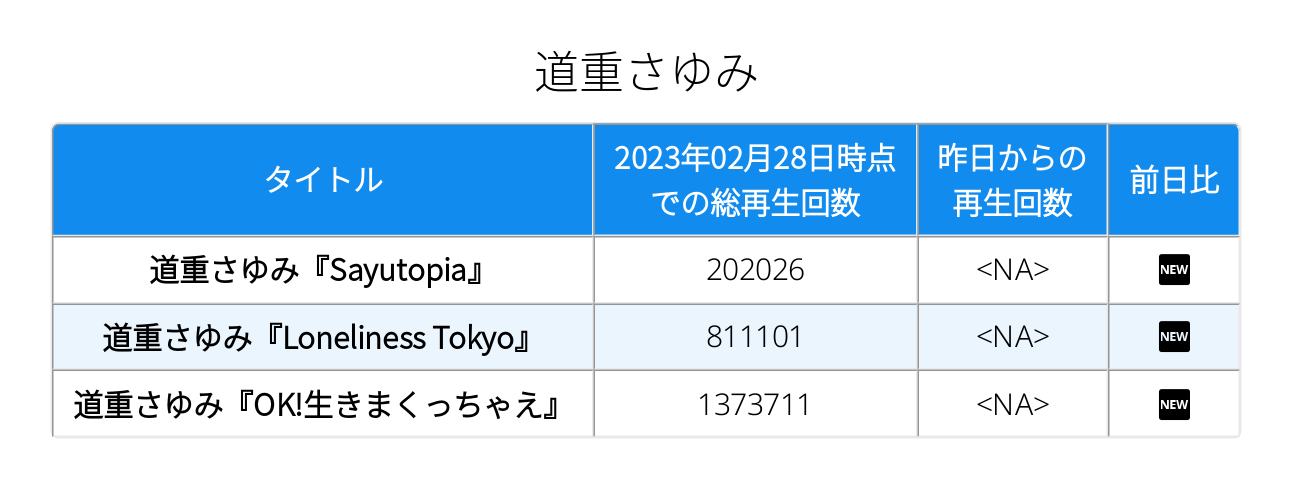 道重さゆみ
タイトル
2023年02月28日時点
での総再生回数
昨日からの
再生回数
前日比
道重さゆみ『Sayutopia』 202026 <NA> NEW
道重さゆみ『Loneliness Tokyo』 811101 <NA> NEW
道重さゆみ『OK!生きまくっちゃえ』 1373711 <NA> NEW